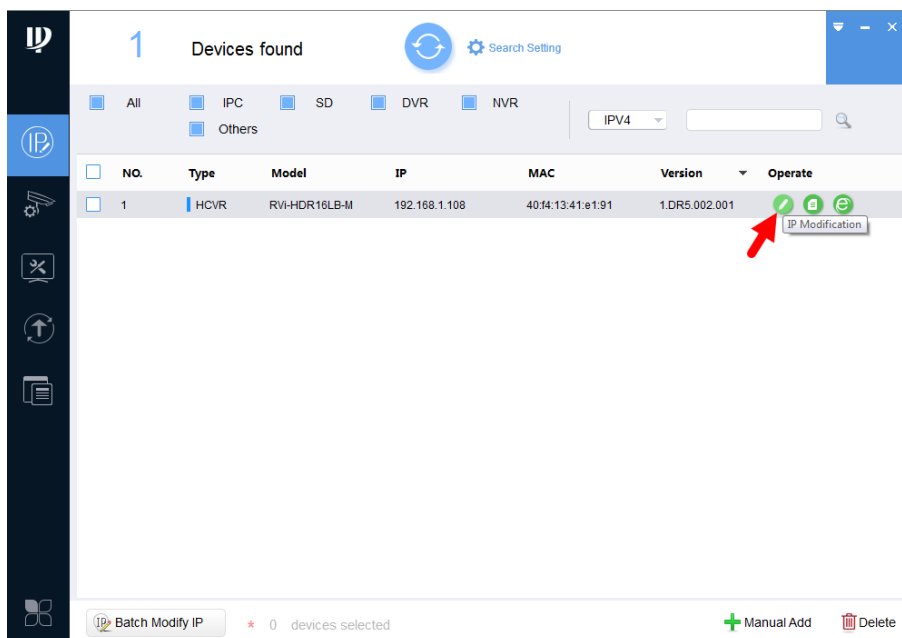 1 Devices found Search Setting
All IPC SD DVR NVR
Others
IPV4
NO. Type Model IP MAC Version Operate
1 HCVR RVi-HDR16LB-M 192.168.1.108 40:f4:13:41:e1:91 1.DR5.002.001
IP Modification
Batch Modify IP * 0 devices selected Manual Add Delete